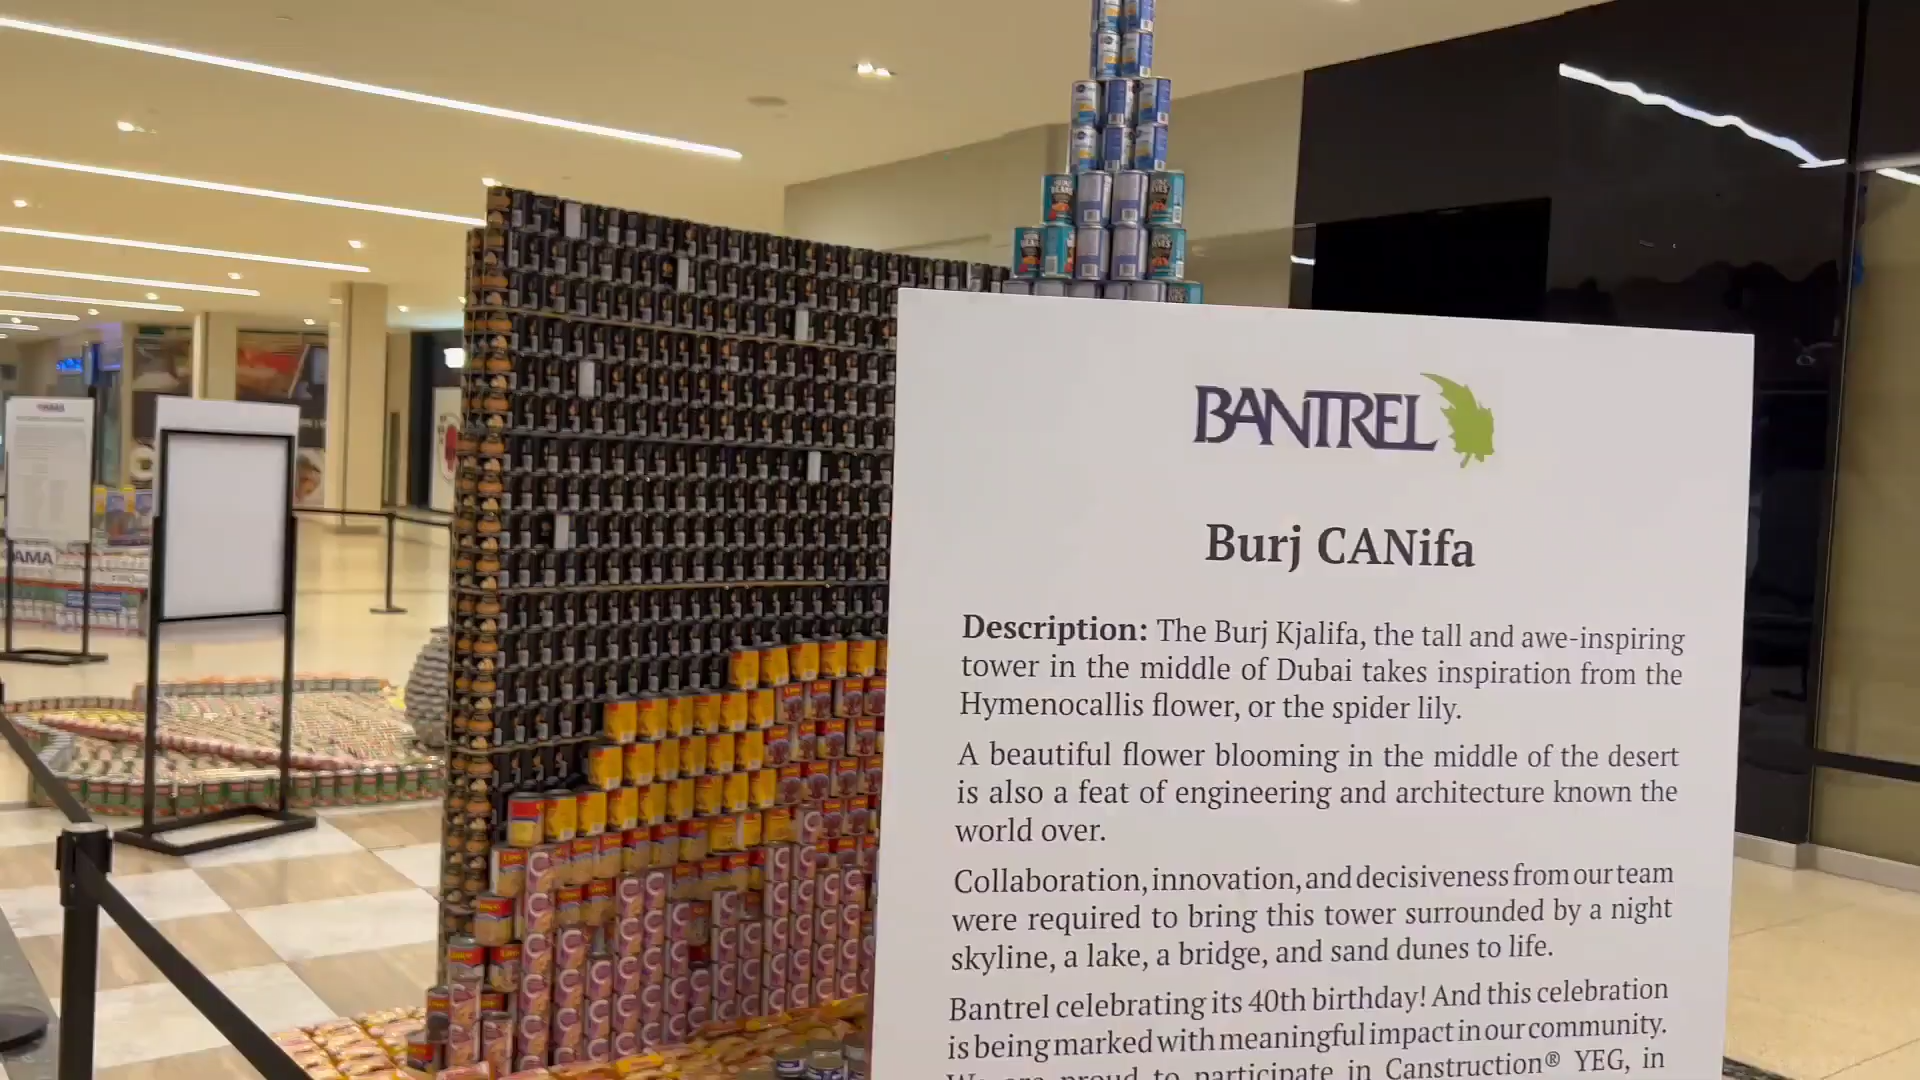 BANTREL
Burj CANifa
Description: The Burj Kjalifa, the tall and awe-inspiring
tower in the middle of Dubai takes inspiration from the
Hymenocallis flower, or the spider lily.
A beautiful flower blooming in the middle of the desert
is also a feat of engineering and architecture known the
world over.
Collaboration, innovation, and decisiveness from our team
were required to bring this tower surrounded by a night
skyline, a lake, a bridge, and sand dunes to life.
Bantrel celebrating its 40th birthday! And this celebration
is being marked with meaningful impact in our community.
We are proud to participate in Canstruction® YEG, in
AMA